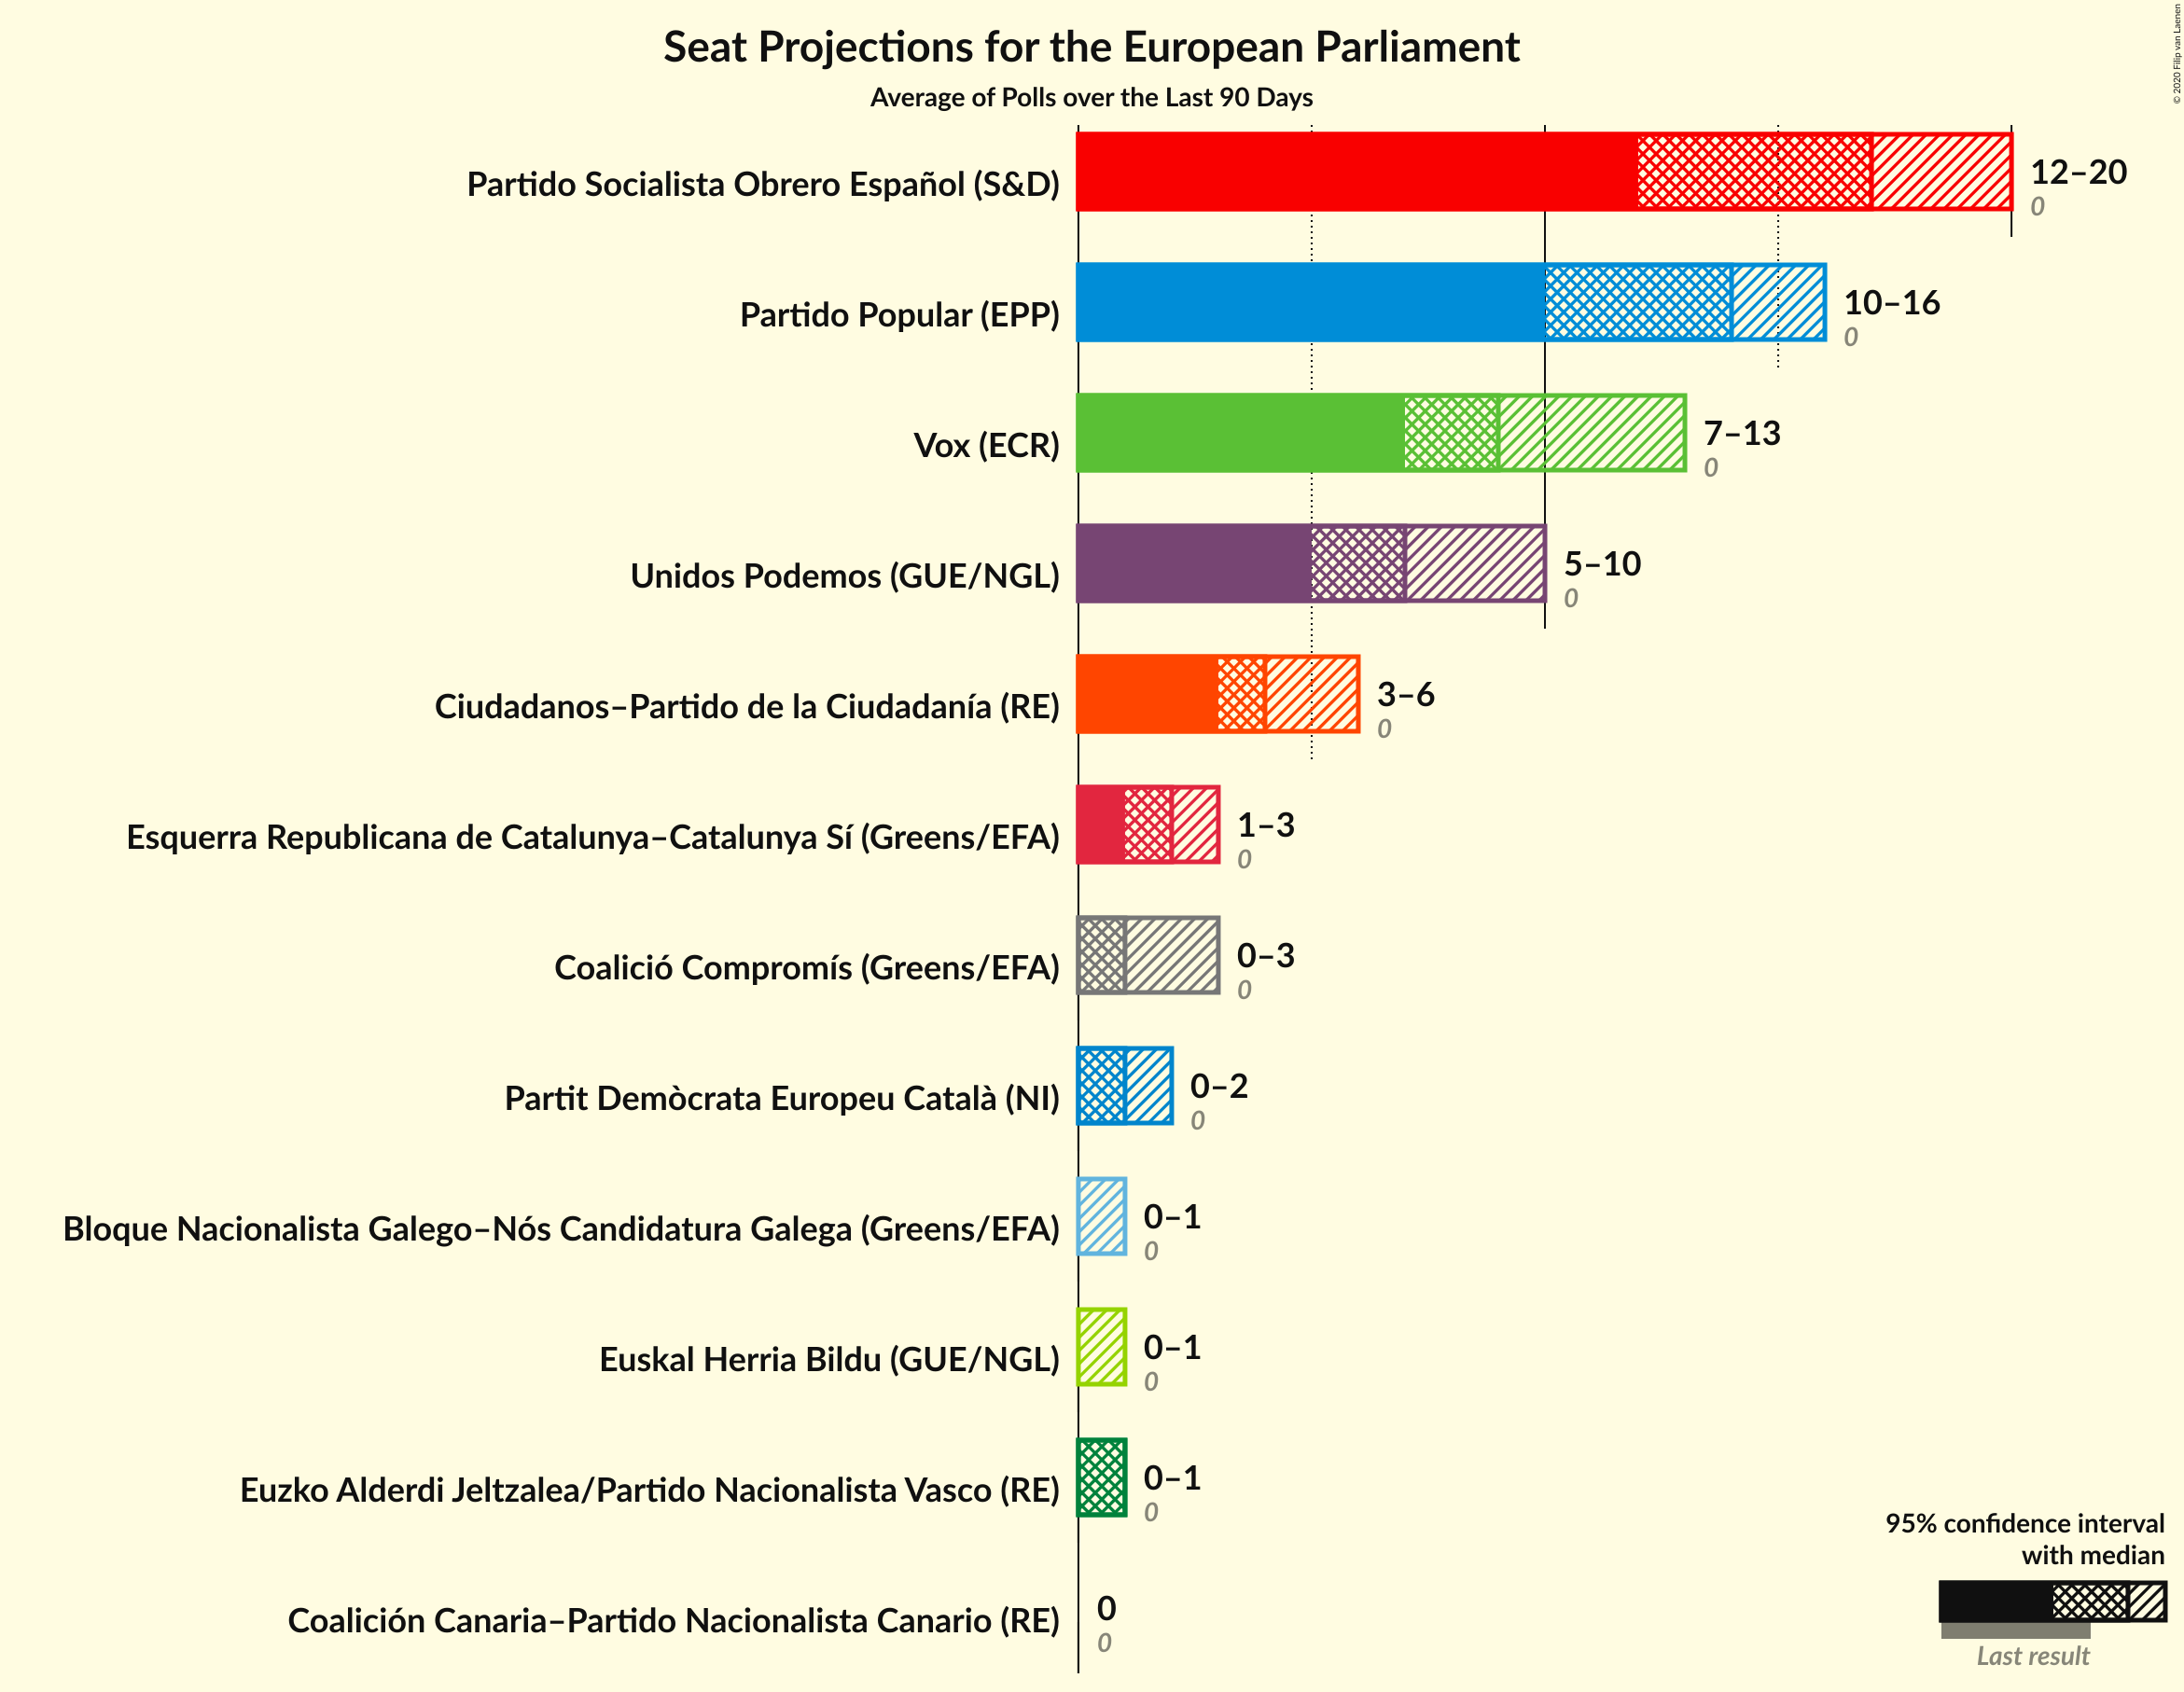 © 2020 Filip van Laenen
Seat Projections for the European Parliament
Average of Polls over the Last 90 Days
Partido Socialista Obrero Español (S&D)
12–20
0
Partido Popular (EPP)
10–16
0
Vox (ECR)
7–13
0
Unidos Podemos (GUE/NGL)
5–10
0
Ciudadanos–Partido de la Ciudadanía (RE)
3–6
0
Esquerra Republicana de Catalunya–Catalunya Sí (Greens/EFA)
1–3
0
Coalició Compromís (Greens/EFA)
0–3
0
Partit Demòcrata Europeu Català (NI)
0–2
0
Bloque Nacionalista Galego–Nós Candidatura Galega (Greens/EFA)
0–1
0
Euskal Herria Bildu (GUE/NGL)
0–1
0
Euzko Alderdi Jeltzalea/Partido Nacionalista Vasco (RE)
0–1
0
Coalición Canaria–Partido Nacionalista Canario (RE)
0
0
95% confidence interval
with median
Last result